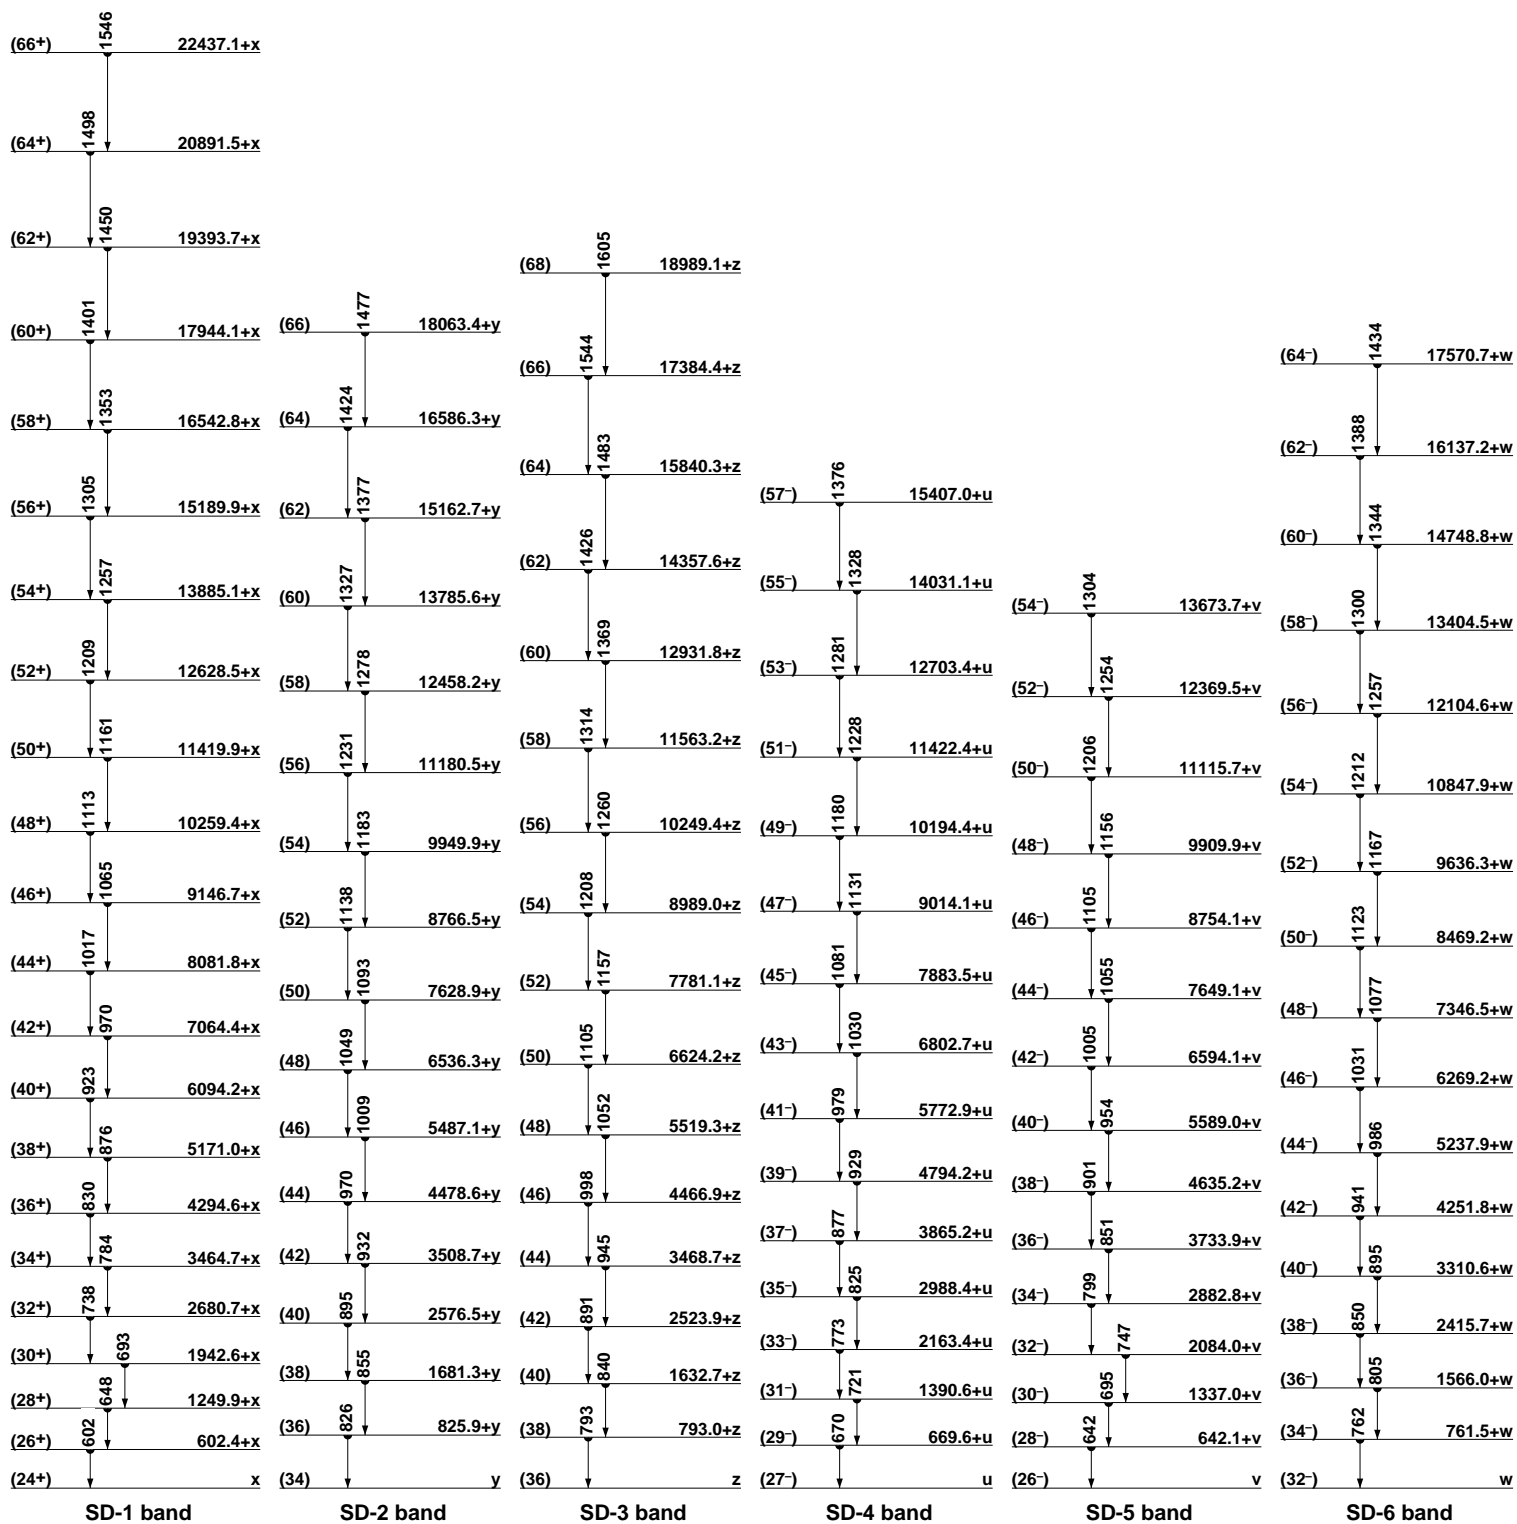 (66+) 1546 22437.1+x
(64+) 1498 20891.5+x
(62+) 1450 19393.7+x
(60+) 1401 17944.1+x
(58+) 1353 16542.8+x
(56+) 1305 15189.9+x
(54+) 1257 13885.1+x
(52+) 1209 12628.5+x
(50+) 1161 11419.9+x
(48+) 1113 10259.4+x
(46+) 1065 9146.7+x
(44+) 1017 8081.8+x
(42+) 970 7064.4+x
(40+) 923 6094.2+x
(38+) 876 5171.0+x
(36+) 830 4294.6+x
(34+) 784 3464.7+x
(32+) 738 2680.7+x
(30+) 693 1942.6+x
(28+) 648 1249.9+x
(26+) 602 602.4+x
(24+) x
SD-1 band
(66) 1477 18063.4+y
(64) 1424 16586.3+y
(62) 1377 15162.7+y
(60) 1327 13785.6+y
(58) 1278 12458.2+y
(56) 1231 11180.5+y
(54) 1183 9949.9+y
(52) 1138 8766.5+y
(50) 1093 7628.9+y
(48) 1049 6536.3+y
(46) 1009 5487.1+y
(44) 970 4478.6+y
(42) 932 3508.7+y
(40) 895 2576.5+y
(38) 855 1681.3+y
(36) 826 825.9+y
(34) y
SD-2 band
(68) 1605 18989.1+z
(66) 1544 17384.4+z
(64) 1483 15840.3+z
(62) 1426 14357.6+z
(60) 1369 12931.8+z
(58) 1314 11563.2+z
(56) 1260 10249.4+z
(54) 1208 8989.0+z
(52) 1157 7781.1+z
(50) 1105 6624.2+z
(48) 1052 5519.3+z
(46) 998 4466.9+z
(44) 945 3468.7+z
(42) 891 2523.9+z
(40) 840 1632.7+z
(38) 793 793.0+z
(36) z
SD-3 band
(57−) 1376 15407.0+u
(55−) 1328 14031.1+u
(53−) 1281 12703.4+u
(51−) 1228 11422.4+u
(49−) 1180 10194.4+u
(47−) 1131 9014.1+u
(45−) 1081 7883.5+u
(43−) 1030 6802.7+u
(41−) 979 5772.9+u
(39−) 929 4794.2+u
(37−) 877 3865.2+u
(35−) 825 2988.4+u
(33−) 773 2163.4+u
(31−) 721 1390.6+u
(29−) 670 669.6+u
(27−) u
SD-4 band
(54−) 1304 13673.7+v
(52−) 1254 12369.5+v
(50−) 1206 11115.7+v
(48−) 1156 9909.9+v
(46−) 1105 8754.1+v
(44−) 1055 7649.1+v
(42−) 1005 6594.1+v
(40−) 954 5589.0+v
(38−) 901 4635.2+v
(36−) 851 3733.9+v
(34−) 799 2882.8+v
(32−) 747 2084.0+v
(30−) 695 1337.0+v
(28−) 642 642.1+v
(26−) v
SD-5 band
(64−) 1434 17570.7+w
(62−) 1388 16137.2+w
(60−) 1344 14748.8+w
(58−) 1300 13404.5+w
(56−) 1257 12104.6+w
(54−) 1212 10847.9+w
(52−) 1167 9636.3+w
(50−) 1123 8469.2+w
(48−) 1077 7346.5+w
(46−) 1031 6269.2+w
(44−) 986 5237.9+w
(42−) 941 4251.8+w
(40−) 895 3310.6+w
(38−) 850 2415.7+w
(36−) 805 1566.0+w
(34−) 762 761.5+w
(32−) w
SD-6 band